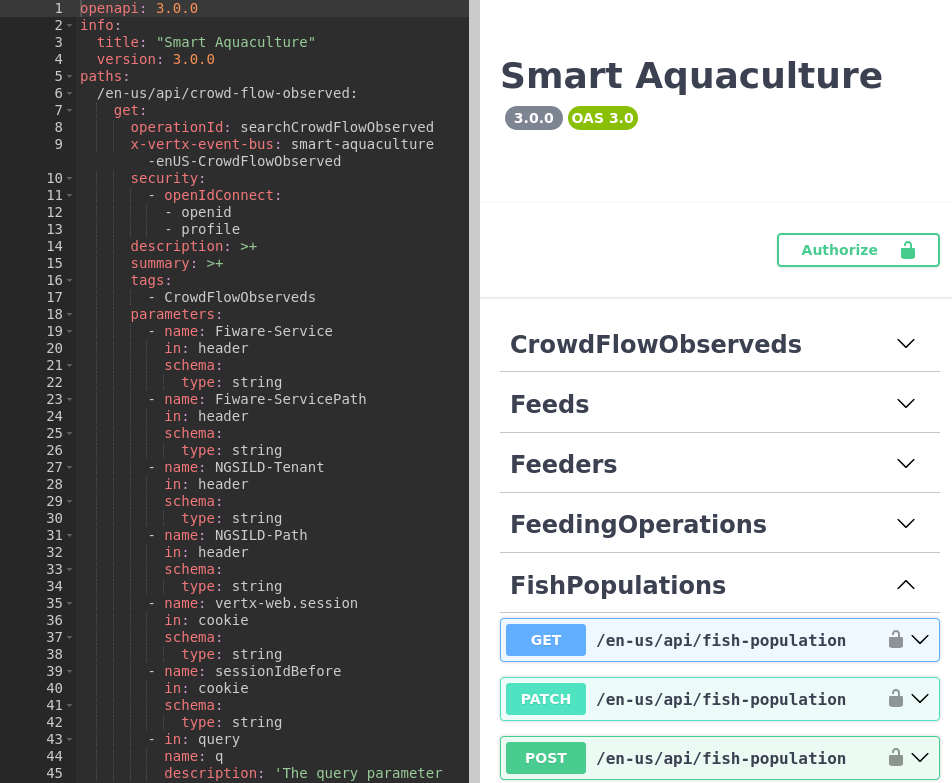 1 openapi: 3.0.0
2 info:
3 title: "Smart Aquaculture"
4 version: 3.0.0
5 paths:
6 /en-us/api/crowd-flow-observed:
7 get:
8 operationId: searchCrowdFlowObserved
9 x-vertx-event-bus: smart-aquaculture
-enUS-CrowdFlowObserved
10 security:
11 - openIdConnect:
12 - openid
13 - profile
14 description: >+
15 summary: >+
16 tags:
17 - CrowdFlowObserveds
18 parameters:
19 - name: Fiware-Service
20 in: header
21 schema:
22 type: string
23 - name: Fiware-ServicePath
24 in: header
25 schema:
26 type: string
27 - name: NGSILD-Tenant
28 in: header
29 schema:
30 type: string
31 - name: NGSILD-Path
32 in: header
33 schema:
34 type: string
35 - name: vertx-web.session
36 in: cookie
37 schema:
38 type: string
39 - name: sessionIdBefore
40 in: cookie
41 schema:
42 type: string
43 - in: query
44 name: q
45 description: 'The query parameter
Smart Aquaculture
3.0.0 OAS 3.0
Authorize
CrowdFlowObserveds
Feeds
Feeders
FeedingOperations
FishPopulations
GET /en-us/api/fish-population
PATCH /en-us/api/fish-population
POST /en-us/api/fish-population